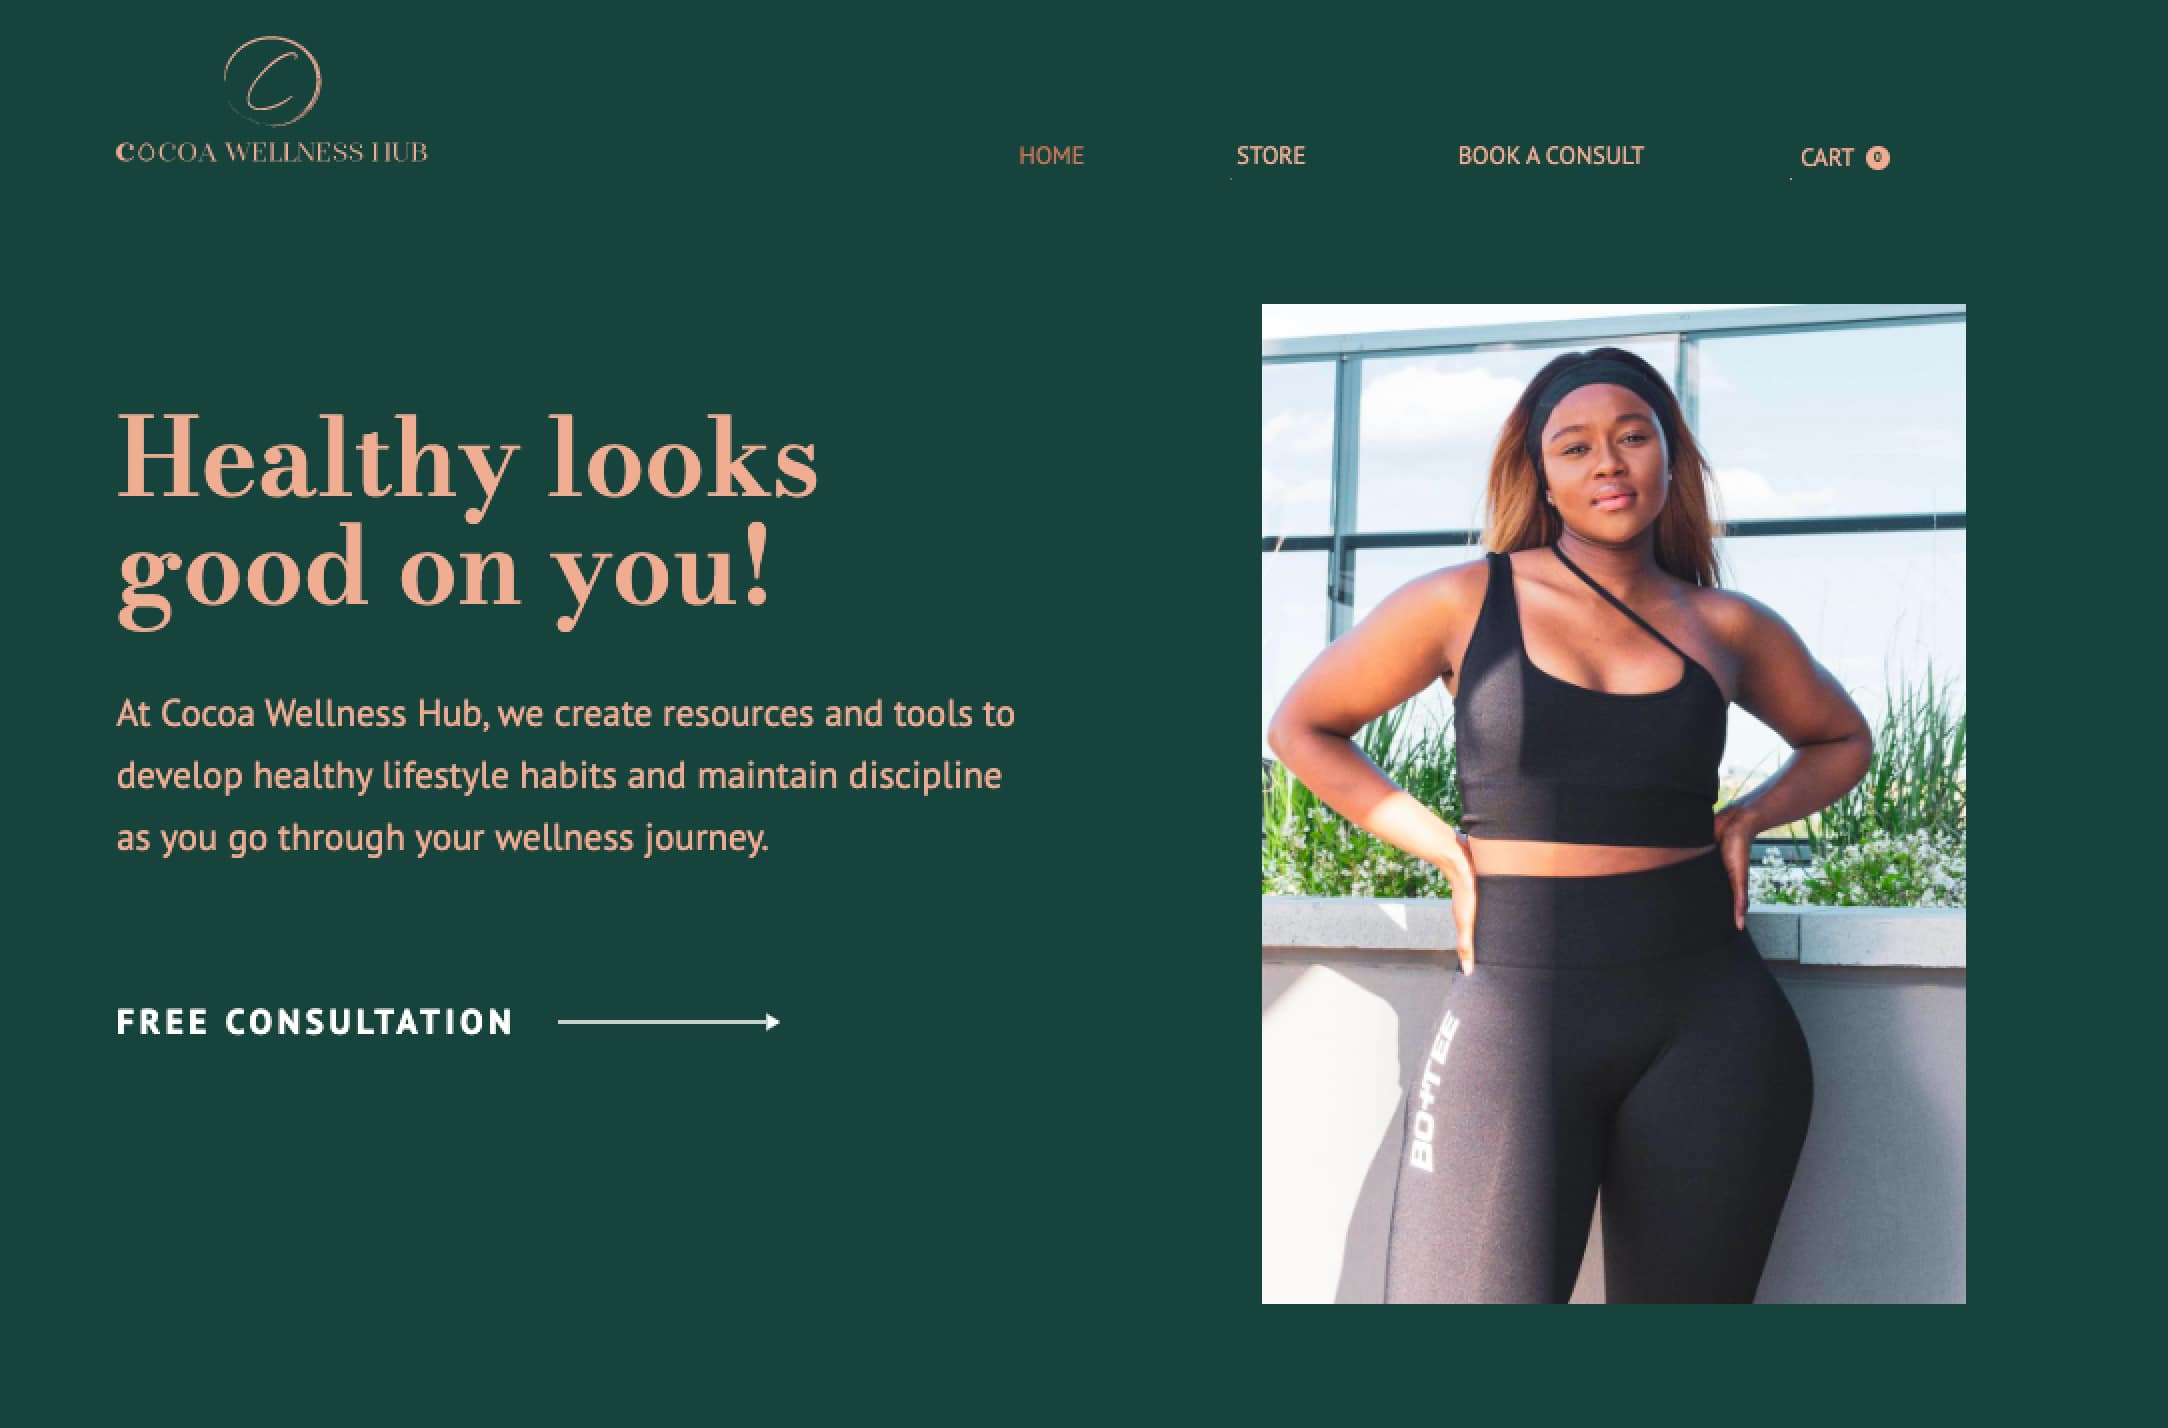 C
COCOA WELLNESS HUB
HOME STORE BOOK A CONSULT CART 0
Healthy looks
good on you!
At Cocoa Wellness Hub, we create resources and tools to
develop healthy lifestyle habits and maintain discipline
as you go through your wellness journey.
FREE CONSULTATION
BO+TEE